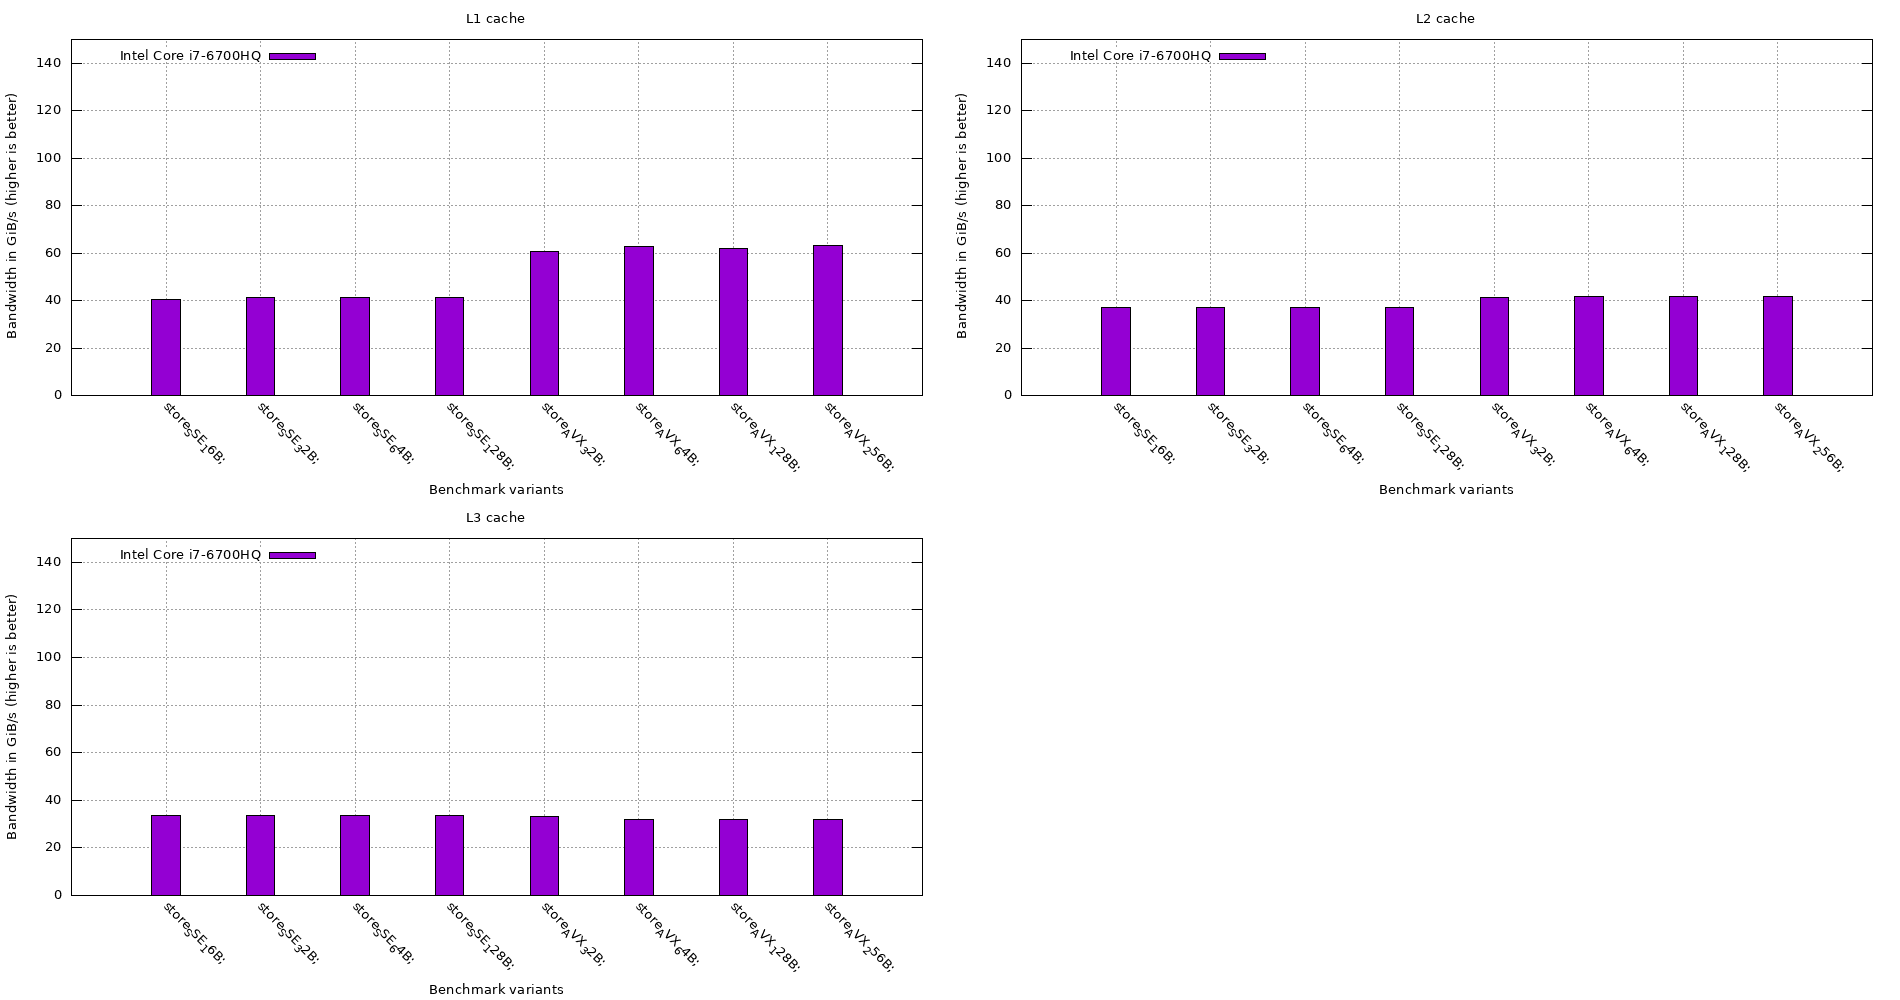 L1 cache
Intel Core i7-6700HQ
140
120
100
80
60
40
20
0
Bandwidth in GiB/s (higher is better)
storeSSE16B;
storeSSE32B;
storeSSE64B;
storeSSE128B;
storeAVX32B;
storeAVX64B;
storeAVX128B;
storeAVX256B;
Benchmark variants
L2 cache
Intel Core i7-6700HQ
140
120
100
80
60
40
20
0
Bandwidth in GiB/s (higher is better)
storeSSE16B;
storeSSE32B;
storeSSE64B;
storeSSE128B;
storeAVX32B;
storeAVX64B;
storeAVX128B;
storeAVX256B;
Benchmark variants
L3 cache
Intel Core i7-6700HQ
140
120
100
80
60
40
20
0
Bandwidth in GiB/s (higher is better)
storeSSE16B;
storeSSE32B;
storeSSE64B;
storeSSE128B;
storeAVX32B;
storeAVX64B;
storeAVX128B;
storeAVX256B;
Benchmark variants